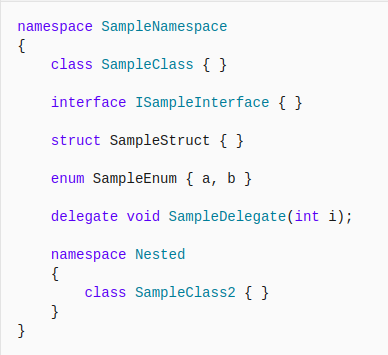 namespace SampleNamespace
{
    class SampleClass { }

    interface ISampleInterface { }

    struct SampleStruct { }

    enum SampleEnum { a, b }

    delegate void SampleDelegate(int i);

    namespace Nested
    {
        class SampleClass2 { }
    }
}